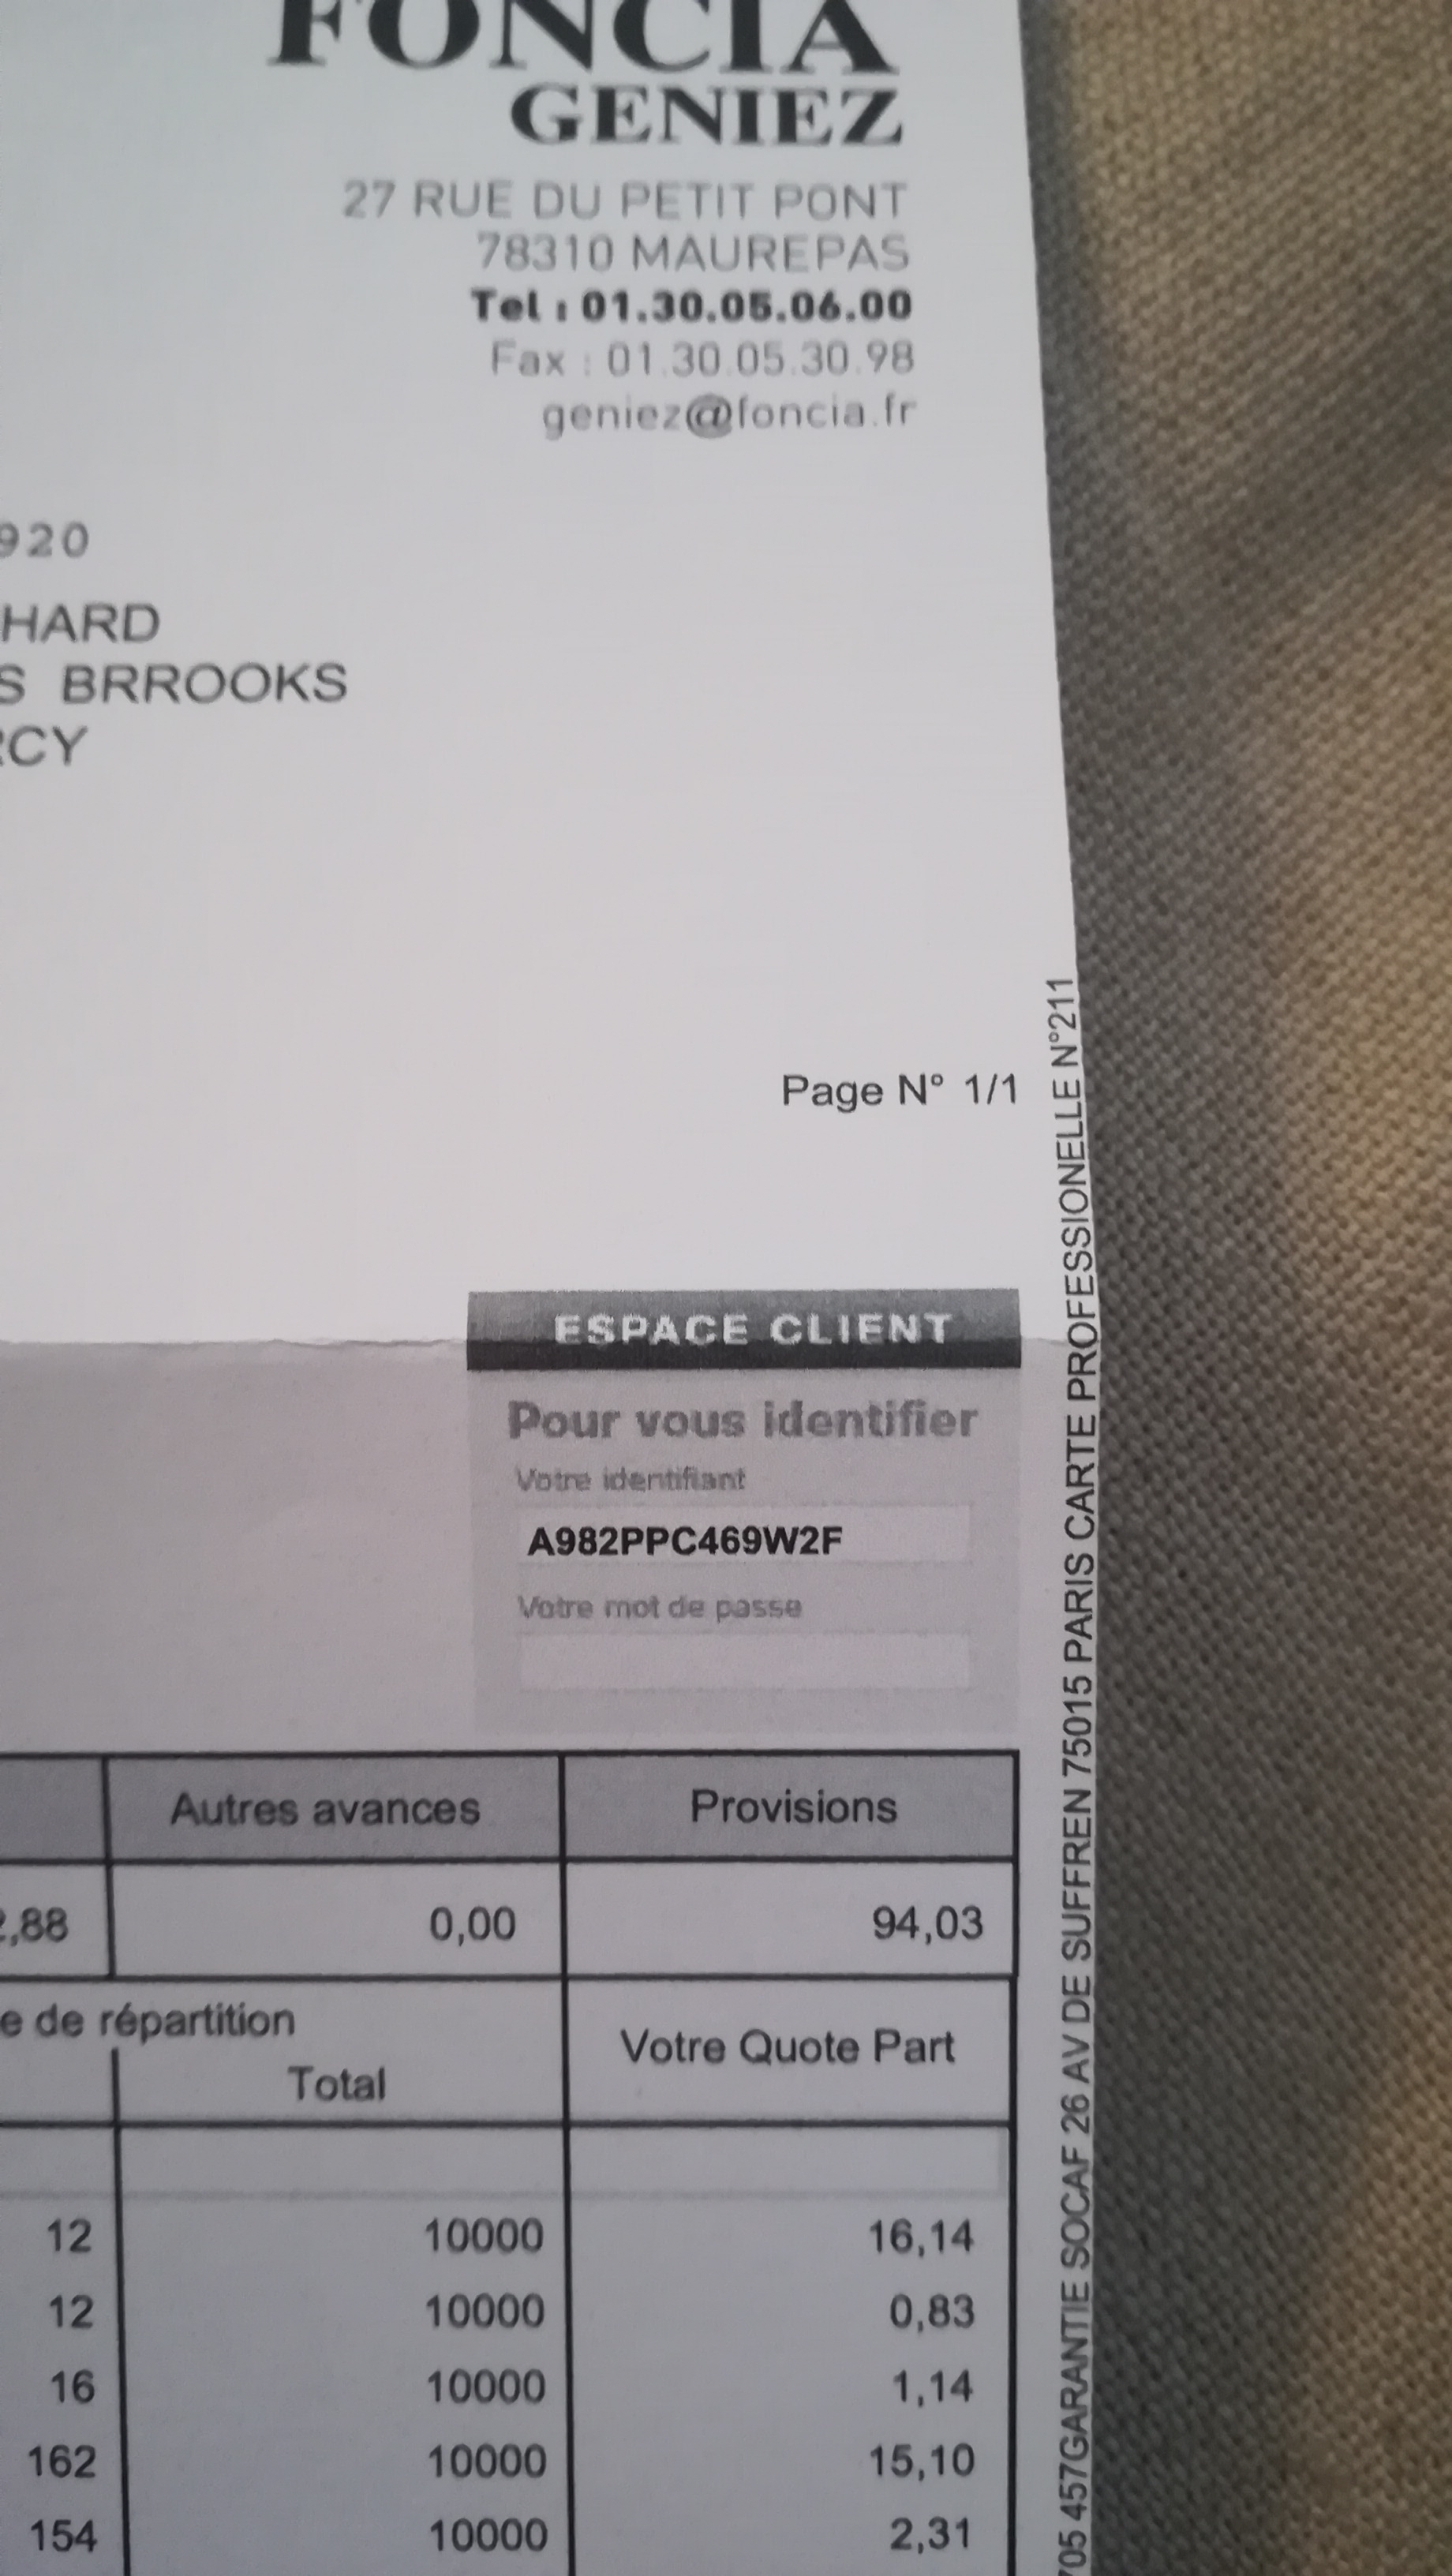 FONCIA
GENIEZ
27 RUE DU PETIT PONT
78310 MAUREPAS
Tel : 01.30.05.06.00
Fax : 01.30.05.30.98
geniez@foncia.fr
920
HARD
S BRROOKS
RCY
Page N° 1/1
ESPACE CLIENT
Pour vous identifier
Votre identifiant
A982PPC469W2F
Votre mot de passe
Autres avances Provisions
2,88 0,00 94,03
e de répartition
Votre Quote Part
Total
12 10000 16,14
12 10000 0,83
16 10000 1,14
162 10000 15,10
154 10000 2,31
705 457GARANTIE SOCAF 26 AV DE SUFFREN 75015 PARIS CARTE PROFESSIONELLE N°211